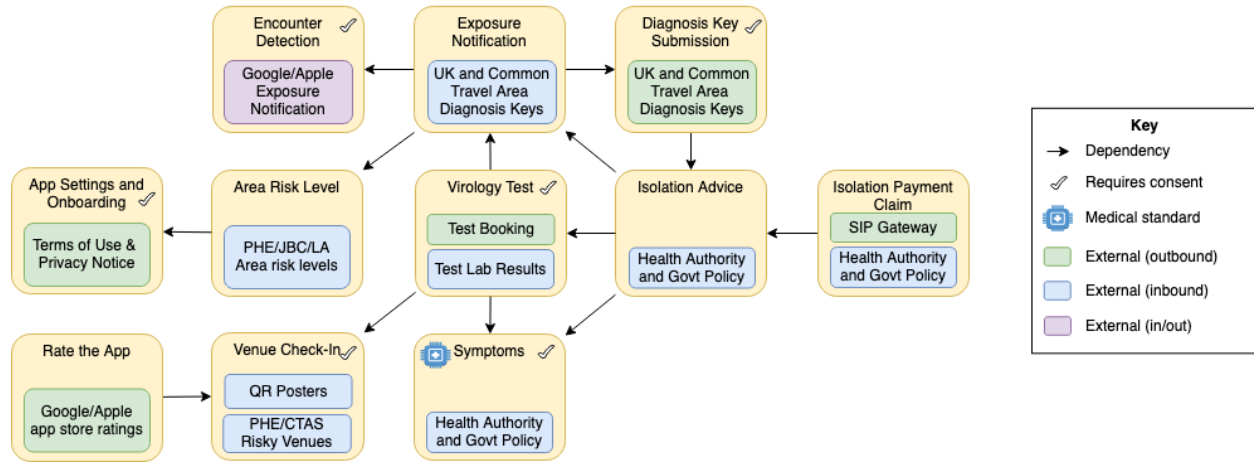 Encounter
Detection
Google/Apple
Exposure
Notification
Exposure
Notification
UK and Common
Travel Area
Diagnosis Keys
Diagnosis Key
Submission
UK and Common
Travel Area
Diagnosis Keys
App Settings and
Onboarding
Terms of Use &
Privacy Notice
Area Risk Level
PHE/JBC/LA
Area risk levels
Virology Test
Test Booking
Test Lab Results
Isolation Advice
Health Authority
and Govt Policy
Isolation Payment
Claim
SIP Gateway
Health Authority
and Govt Policy
Rate the App
Google/Apple
app store ratings
Venue Check-In
QR Posters
PHE/CTAS
Risky Venues
Symptoms
Health Authority
and Govt Policy
Key
Dependency
Requires consent
Medical standard
External (outbound)
External (inbound)
External (in/out)